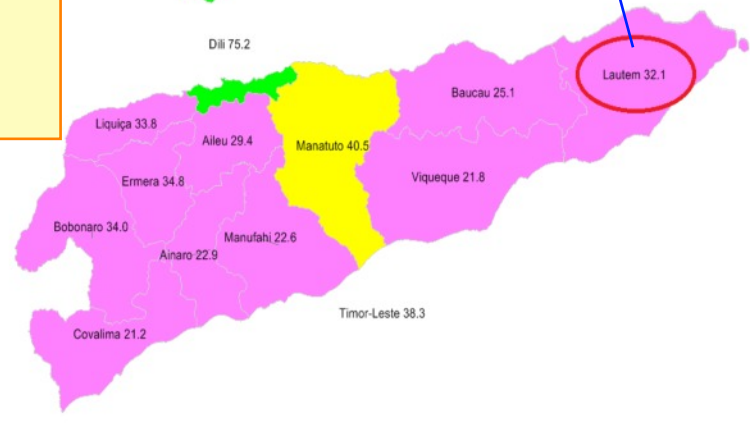 Dili 75.2
Lautem 32.1
Baucau 25.1
Liquiça 33.8
Aileu 29.4
Manatuto 40.5
Ermera 34.8
Viqueque 21.8
Bobonaro 34.0
Manufahi 22.6
Ainaro 22.9
Timor-Leste 38.3
Covalima 21.2